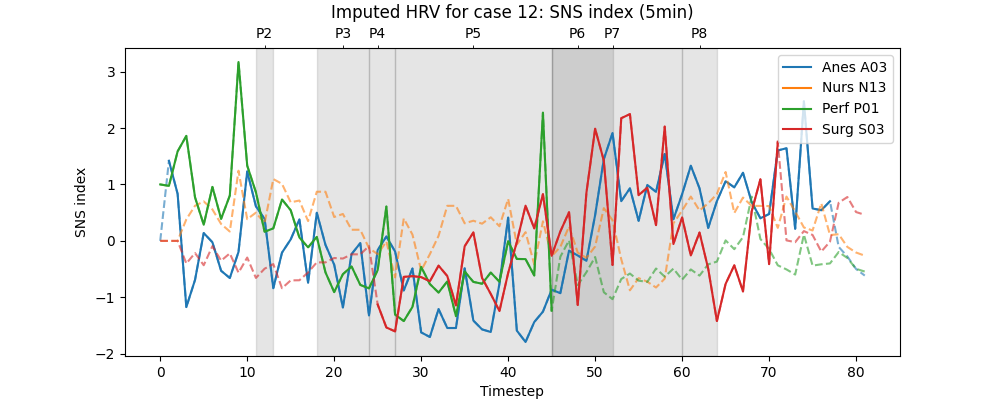 Imputed HRV for case 12: SNS index (5min)
P2 P3 P4 P5 P6 P7 P8
Anes A03
Nurs N13
Perf P01
Surg S03
SNS index
3
2
1
0
−1
−2
0 10 20 30 40 50 60 70 80
Timestep